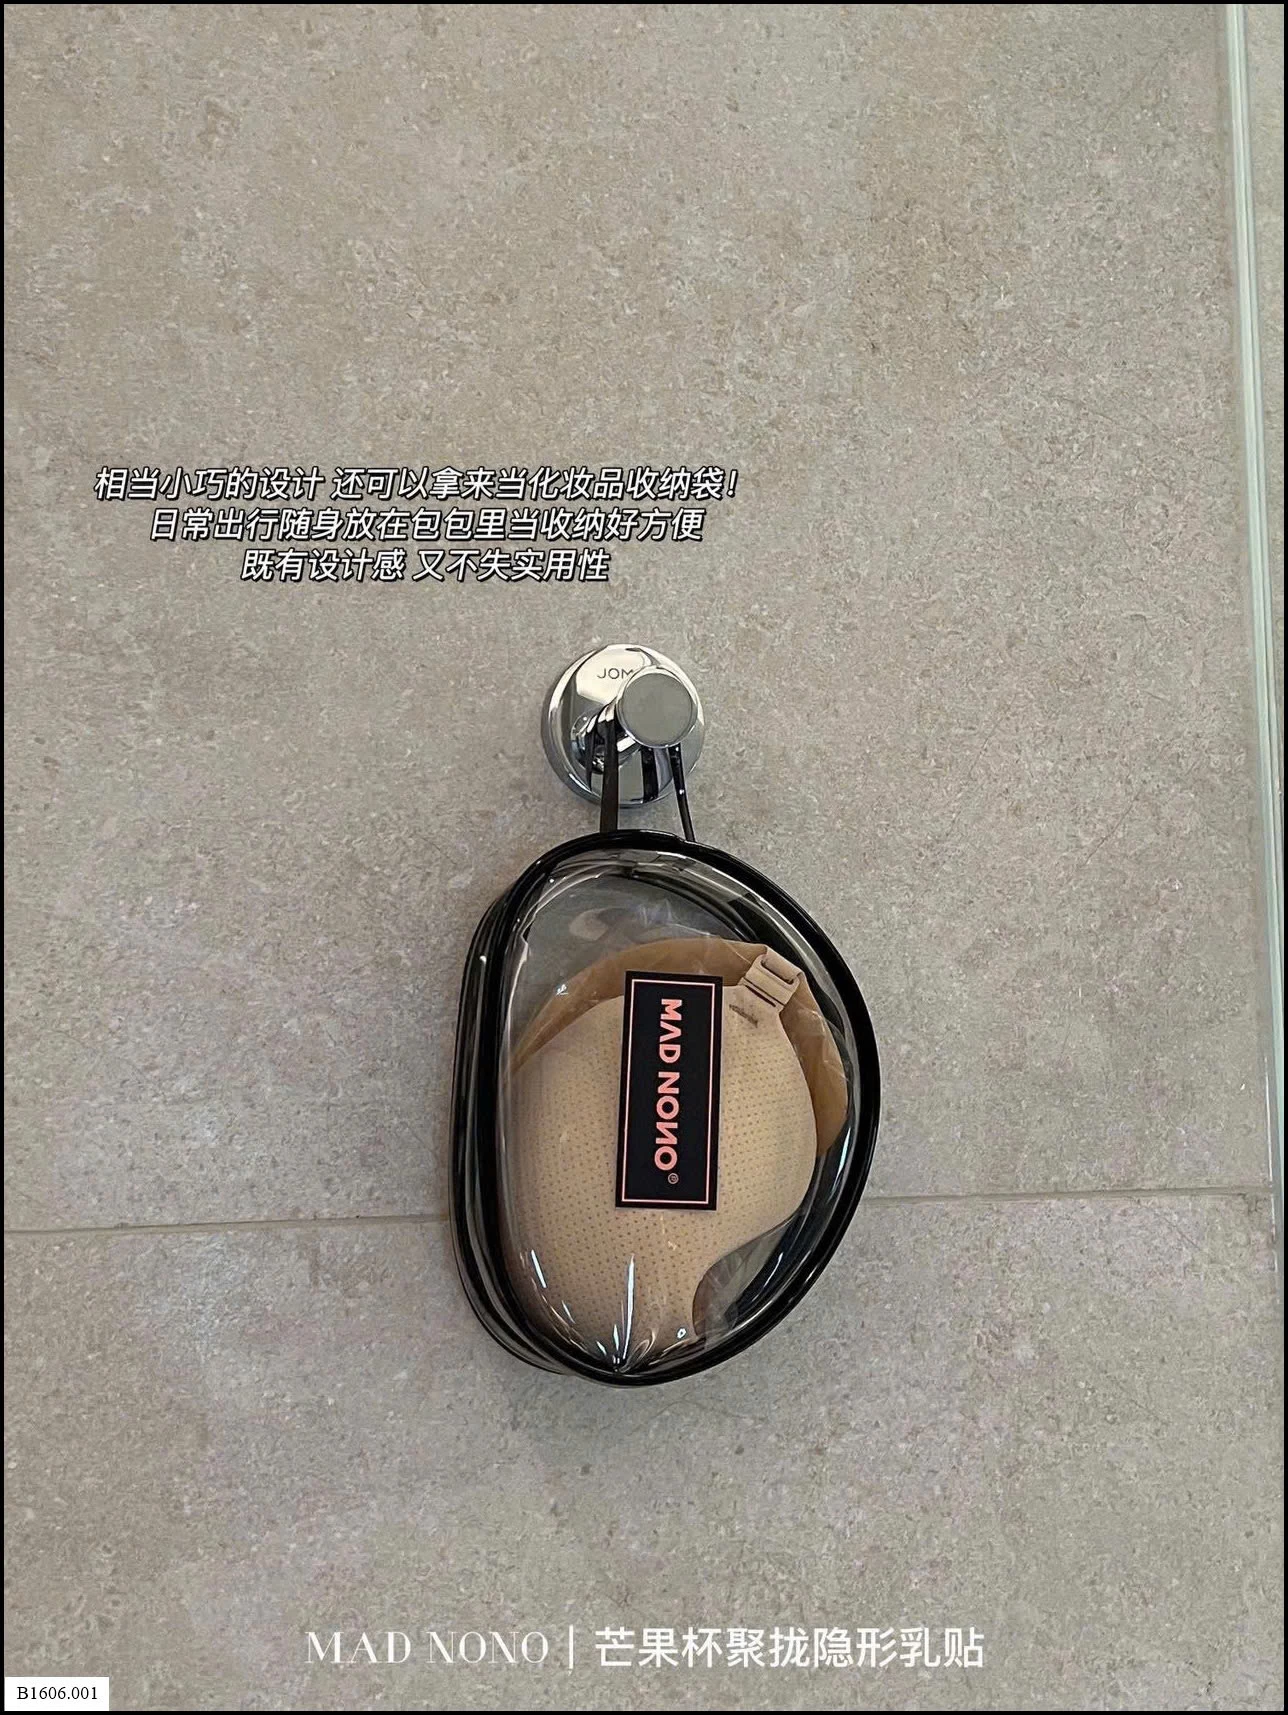 相当小巧的设计 还可以拿来当化妆品收纳袋!
日常出行随身放在包包里当收纳好方便
既有设计感 又不失实用性
JOM
MAD NONO®
MAD NONO | 芒果杯聚拢隐形乳贴
B1606.001